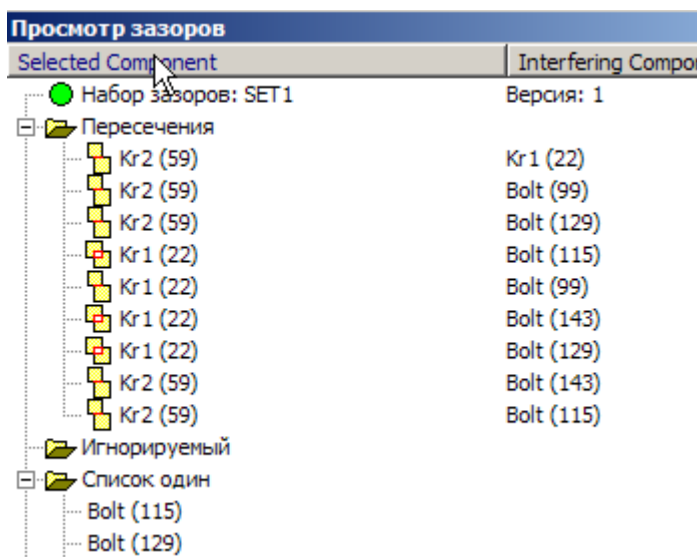 Просмотр зазоров
Selected Component Interfering Compo
Набор зазоров: SET1 Версия: 1
Пересечения
Kr2 (59) Kr1 (22)
Kr2 (59) Bolt (99)
Kr2 (59) Bolt (129)
Kr1 (22) Bolt (115)
Kr1 (22) Bolt (99)
Kr1 (22) Bolt (143)
Kr1 (22) Bolt (129)
Kr2 (59) Bolt (143)
Kr2 (59) Bolt (115)
Игнорируемый
Список один
Bolt (115)
Bolt (129)